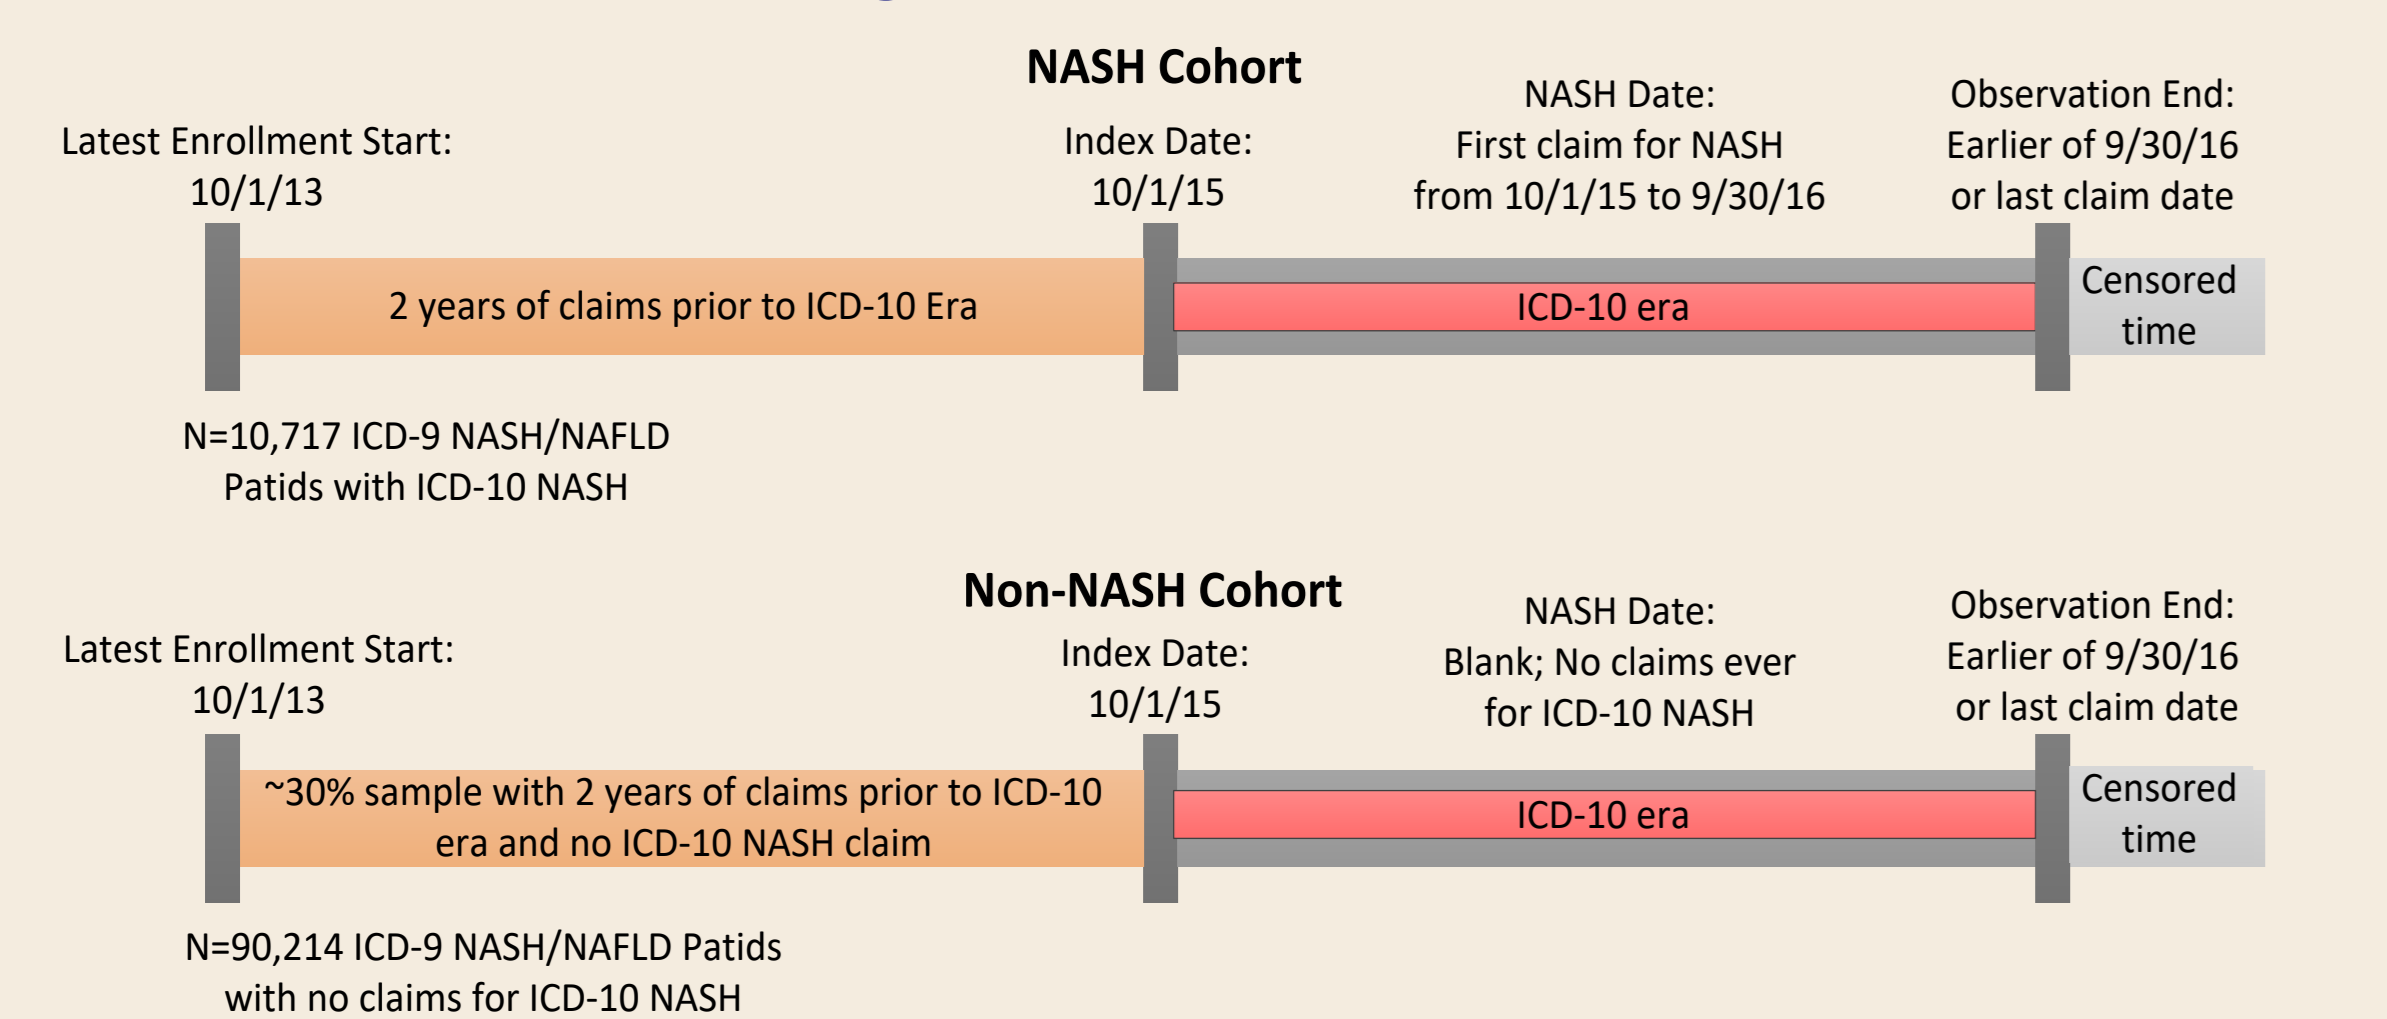 NASH Cohort
Latest Enrollment Start:
10/1/13
Index Date:
10/1/15
NASH Date:
First claim for NASH
from 10/1/15 to 9/30/16
Observation End:
Earlier of 9/30/16
or last claim date
2 years of claims prior to ICD-10 Era
ICD-10 era
Censored
time
N=10,717 ICD-9 NASH/NAFLD
Patids with ICD-10 NASH
Non-NASH Cohort
Latest Enrollment Start:
10/1/13
Index Date:
10/1/15
NASH Date:
Blank; No claims ever
for ICD-10 NASH
Observation End:
Earlier of 9/30/16
or last claim date
~30% sample with 2 years of claims prior to ICD-10
era and no ICD-10 NASH claim
ICD-10 era
Censored
time
N=90,214 ICD-9 NASH/NAFLD Patids
with no claims for ICD-10 NASH